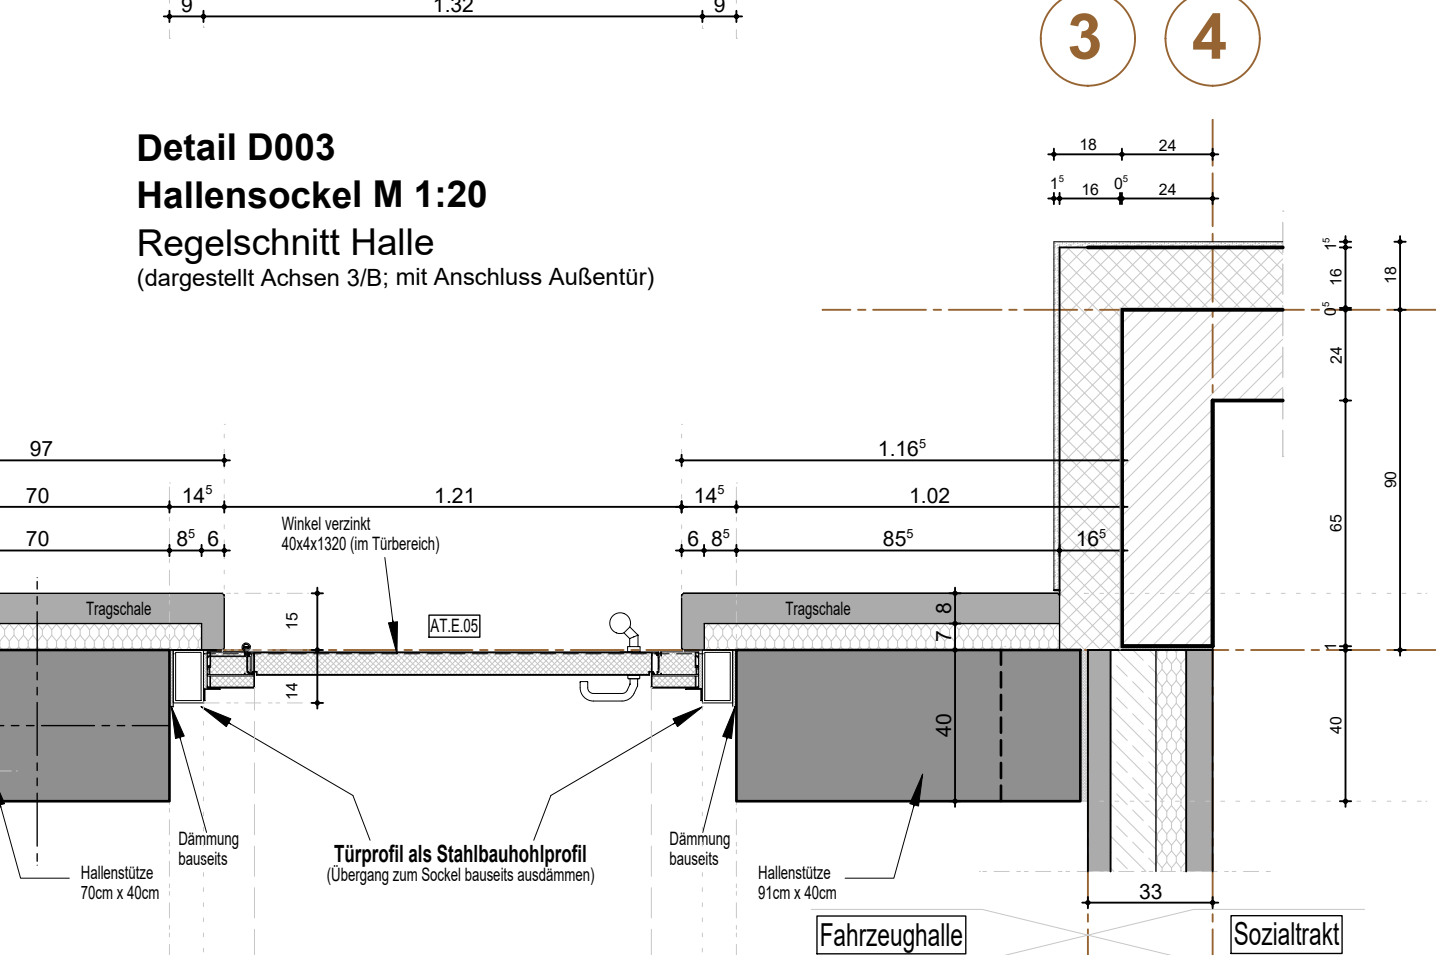 9 1.32 9
3 4
Detail D003
Hallensockel M 1:20
Regelschnitt Halle
(dargestellt Achsen 3/B; mit Anschluss Außentür)
18 24
1⁵ 16 0⁵ 24
1⁵
16
18
0⁵
24
97 1.16⁵
70 14⁵ 1.21 14⁵ 1.02
90
70 8⁵ 6 6 8⁵ 85⁵ 16⁵
65
Winkel verzinkt
40x4x1320 (im Türbereich)
Tragschale
15
AT.E.05
Tragschale
8
7
1
14
40
40
Dämmung
bauseits
Türprofil als Stahlbauhohlprofil
(Übergang zum Sockel bauseits ausdämmen)
Dämmung
bauseits
Hallenstütze
70cm x 40cm
Hallenstütze
91cm x 40cm
33
Fahrzeughalle
Sozialtrakt